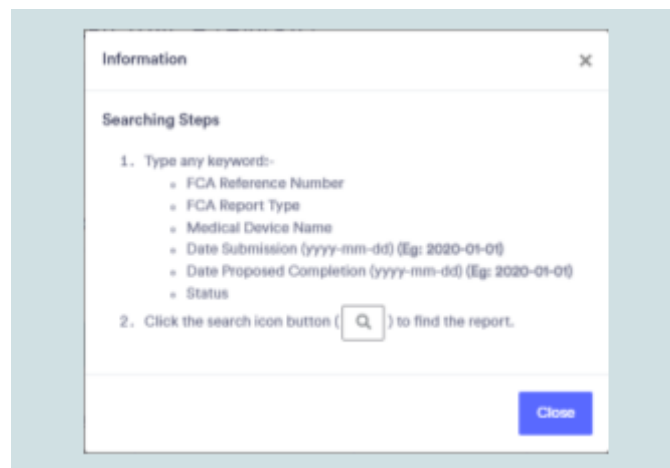 Information
×
Searching Steps
1. Type any keyword:-
FCA Reference Number
FCA Report Type
Medical Device Name
Date Submission (yyyy-mm-dd) (Eg: 2020-01-01)
Date Proposed Completion (yyyy-mm-dd) (Eg: 2020-01-01)
Status
2. Click the search icon button ( ) to find the report.
Close